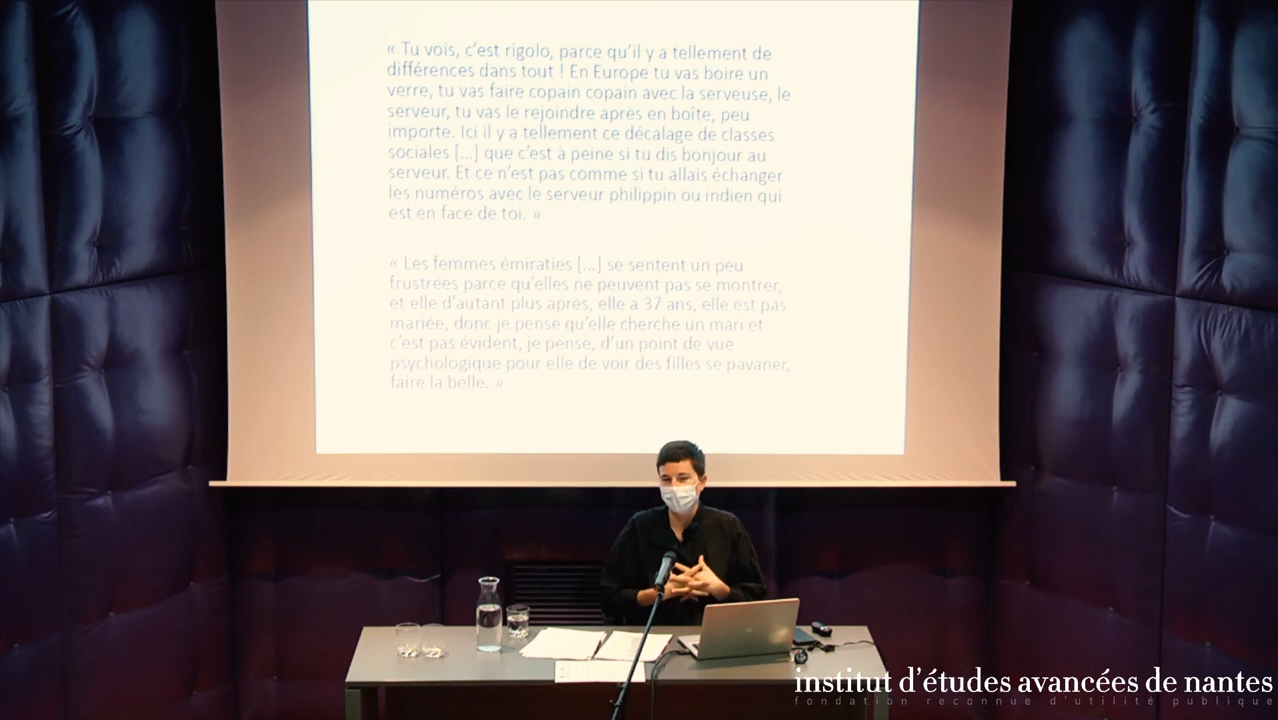 « Tu vois, c'est rigolo, parce qu'il y a tellement de
différences dans tout ! En Europe tu vas boire un
verre, tu vas faire copain copain avec la serveuse, le
serveur, tu vas le rejoindre après en boîte, peu
importe. Ici il y a tellement ce décalage de classes
sociales [...] que c'est à peine si tu dis bonjour au
serveur. Et ce n'est pas comme si tu allais échanger
les numéros avec le serveur philippin ou indien qui
est en face de toi. »
« Les femmes émiraties [...] se sentent un peu
frustrées parce qu'elles ne peuvent pas se montrer,
et elle d'autant plus après, elle a 37 ans, elle est pas
mariée, donc je pense qu'elle cherche un mari et
c'est pas évident, je pense, d'un point de vue
psychologique pour elle de voir des filles se pavaner,
faire la belle. »
institut d'études avancées de nantes
fondation reconnue d'utilité publique